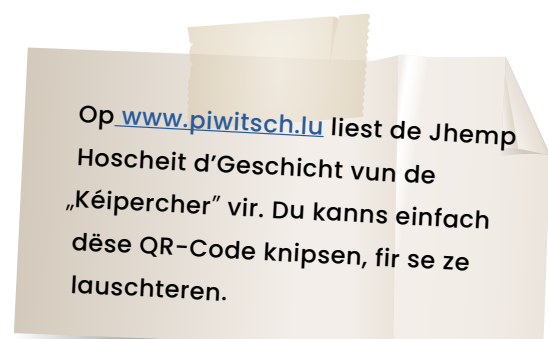 Op www.piwitsch.lu liest de Jhemp
Hoscheit d’Geschicht vun de
„Kéipercher” vir. Du kanns einfach
dëse QR-Code knipsen, fir se ze
lauschteren.